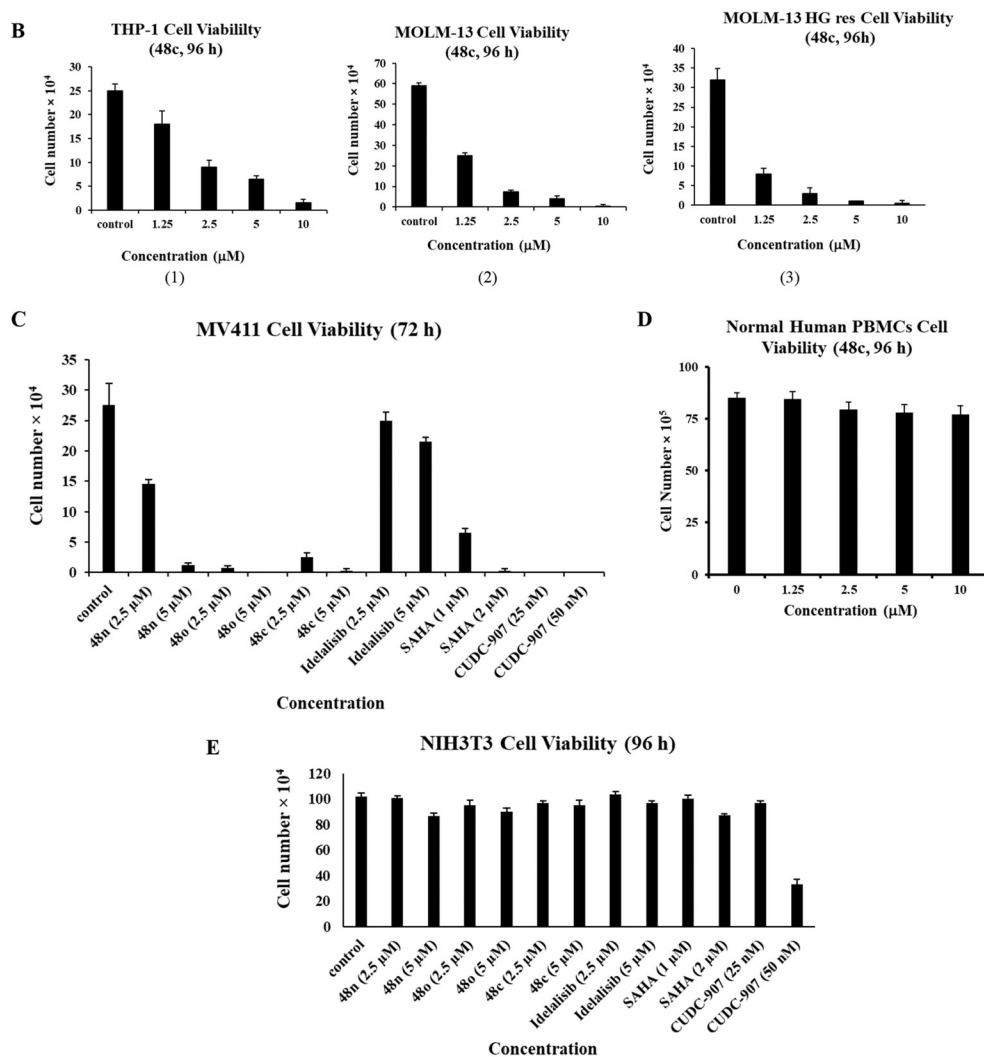 B
THP-1 Cell Viabililty
(48c, 96 h)
Cell number × 10⁴
25
20
15
10
5
0
control 1.25 2.5 5 10
Concentration (µM)
(1)
MOLM-13 Cell Viability
(48c, 96 h)
Cell number × 10⁴
70
60
50
40
30
20
10
0
control 1.25 2.5 5 10
Concentration (µM)
(2)
MOLM-13 HG res Cell Viability
(48c, 96h)
Cell number × 10⁴
40
35
30
25
20
15
10
5
0
control 1.25 2.5 5 10
Concentration (µM)
(3)
C
MV411 Cell Viability (72 h)
Cell number × 10⁴
35
30
25
20
15
10
5
0
control
48n (2.5 µM)
48n (5 µM)
48o (2.5 µM)
48o (5 µM)
48c (2.5 µM)
48c (5 µM)
Idelalisib (2.5 µM)
Idelalisib (5 µM)
SAHA (1 µM)
SAHA (2 µM)
CUDC-907 (25 nM)
CUDC-907 (50 nM)
Concentration
D
Normal Human PBMCs Cell
Viability (48c, 96 h)
Cell Number × 10⁵
100
75
50
25
0
0 1.25 2.5 5 10
Concentration (µM)
E
NIH3T3 Cell Viability (96 h)
Cell number × 10⁴
120
100
80
60
40
20
0
control
48n (2.5 µM)
48n (5 µM)
48o (2.5 µM)
48o (5 µM)
48c (2.5 µM)
48c (5 µM)
Idelalisib (2.5 µM)
Idelalisib (5 µM)
SAHA (1 µM)
SAHA (2 µM)
CUDC-907 (25 nM)
CUDC-907 (50 nM)
Concentration